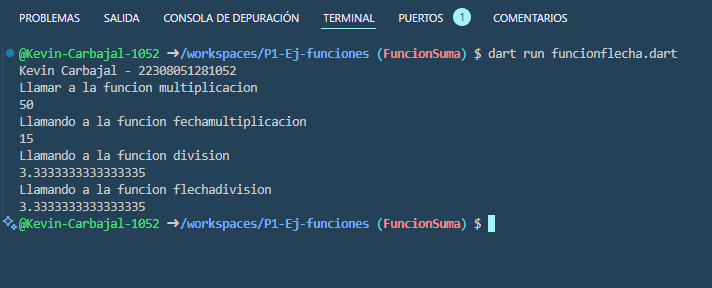 PROBLEMAS SALIDA CONSOLA DE DEPURACIÓN TERMINAL PUERTOS 1 COMENTARIOS
@Kevin-Carbajal-1052 ➜/workspaces/P1-Ej-funciones (FuncionSuma) $ dart run funcionflecha.dart
Kevin Carbajal - 22308051281052
Llamar a la funcion multiplicacion
50
Llamando a la funcion fechamultiplicacion
15
Llamando a la funcion division
3.3333333333333335
Llamando a la funcion flechadivision
3.3333333333333335
@Kevin-Carbajal-1052 ➜/workspaces/P1-Ej-funciones (FuncionSuma) $